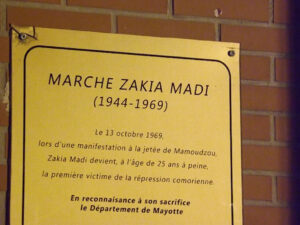 MARCHE ZAKIA MADI
(1944-1969)
Le 13 octobre 1969,
lors d'une manifestation à la jetée de Mamoudzou,
Zakia Madi devient, à l'âge de 25 ans à peine,
la première victime de la répression comorienne.
En reconnaissance à son sacrifice
le Département de Mayotte